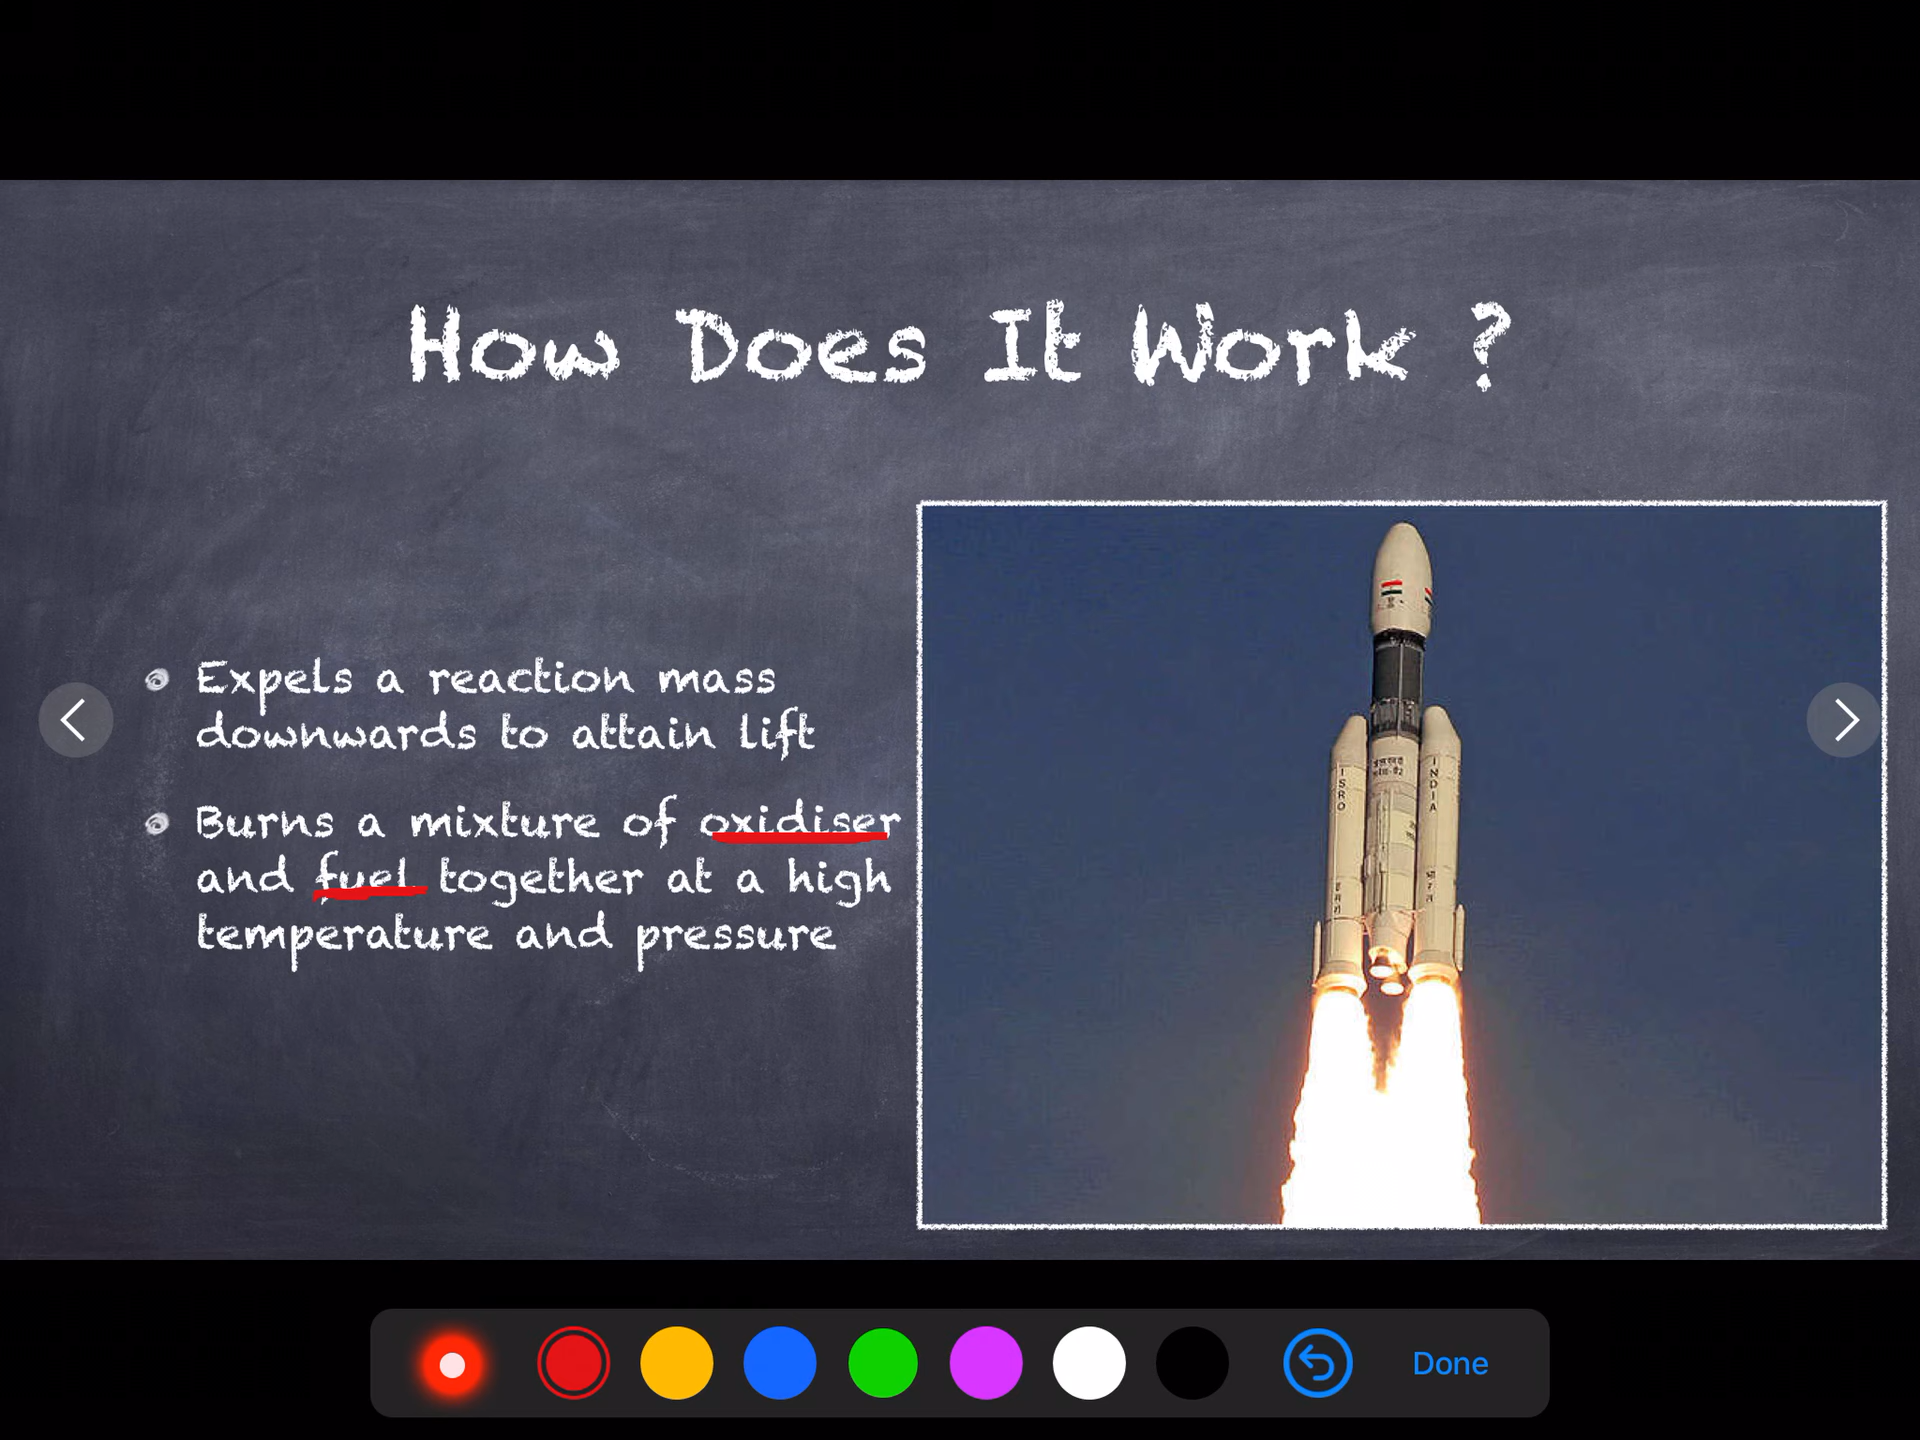 How Does It Work ?
Expels a reaction mass
downwards to attain lift
Burns a mixture of oxidiser
and fuel together at a high
temperature and pressure
ISRO
INDIA
Done